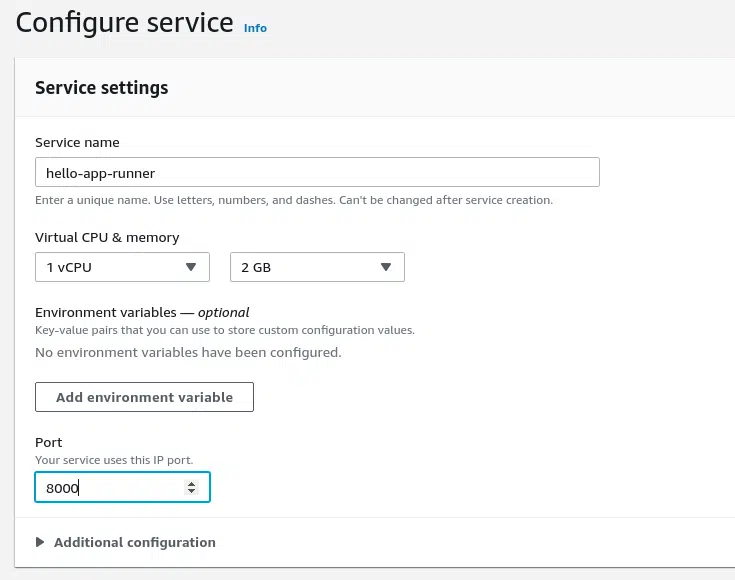 Configure service Info
Service settings
Service name
hello-app-runner
Enter a unique name. Use letters, numbers, and dashes. Can't be changed after service creation.
Virtual CPU & memory
1 vCPU 2 GB
Environment variables — optional
Key-value pairs that you can use to store custom configuration values.
No environment variables have been configured.
Add environment variable
Port
Your service uses this IP port.
8000
Additional configuration